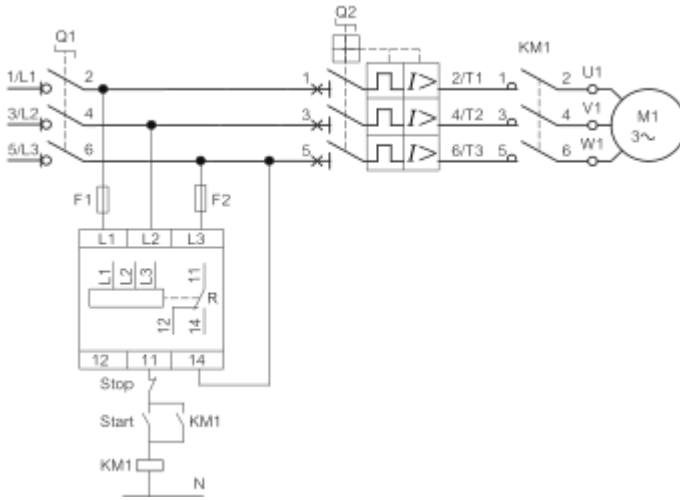 Q1 Q2
KM1
1/L1 2 1 2/T1 1 2 U1
3/L2 4 3 4/T2 3 4 V1 M1
3~
5/L3 6 5 6/T3 5 6 W1
I> 
I>
I>
F1 F2
L1 L2 L3
L1 L2 L3 11
R
12 14
12 11 14
Stop
Start KM1
KM1
N